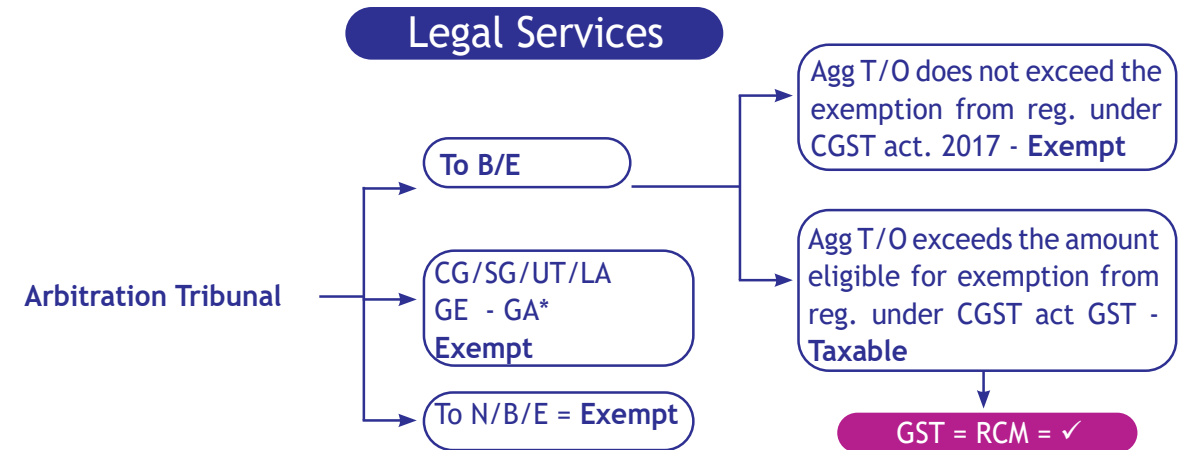 Legal Services
Arbitration Tribunal
To B/E
Agg T/O does not exceed the
exemption from reg. under
CGST act. 2017 - Exempt
Agg T/O exceeds the amount
eligible for exemption from
reg. under CGST act GST -
Taxable
GST = RCM = ✓
CG/SG/UT/LA
GE - GA*
Exempt
To N/B/E = Exempt